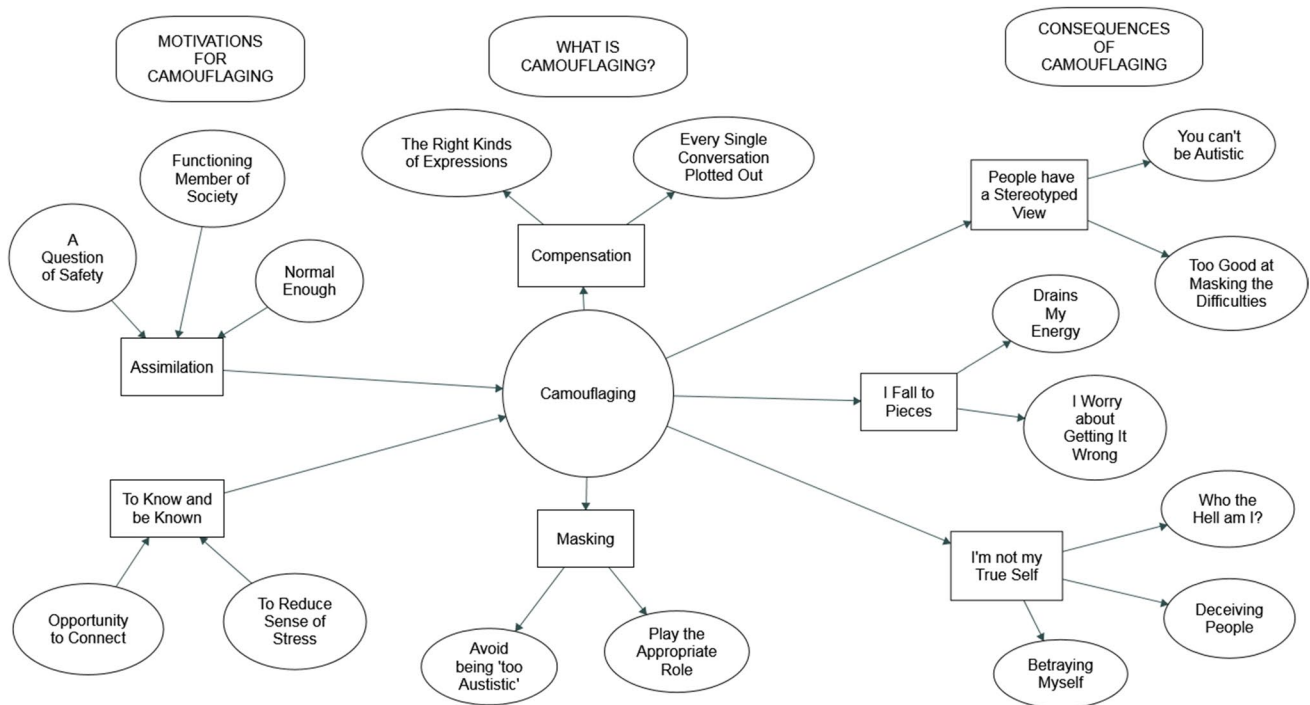 MOTIVATIONS
FOR
CAMOUFLAGING
WHAT IS
CAMOUFLAGING?
CONSEQUENCES
OF
CAMOUFLAGING
A
Question
of Safety
Functioning
Member of
Society
Normal
Enough
Assimilation
To Know and
be Known
Opportunity
to Connect
To Reduce
Sense of
Stress
The Right Kinds
of Expressions
Every Single
Conversation
Plotted Out
Compensation
Camouflaging
Masking
Avoid
being 'too
Austistic'
Play the
Appropriate
Role
People have
a Stereotyped
View
You can't
be Autistic
Too Good at
Masking the
Difficulties
I Fall to
Pieces
Drains
My
Energy
I Worry
about
Getting It
Wrong
I'm not my
True Self
Who the
Hell am I?
Deceiving
People
Betraying
Myself